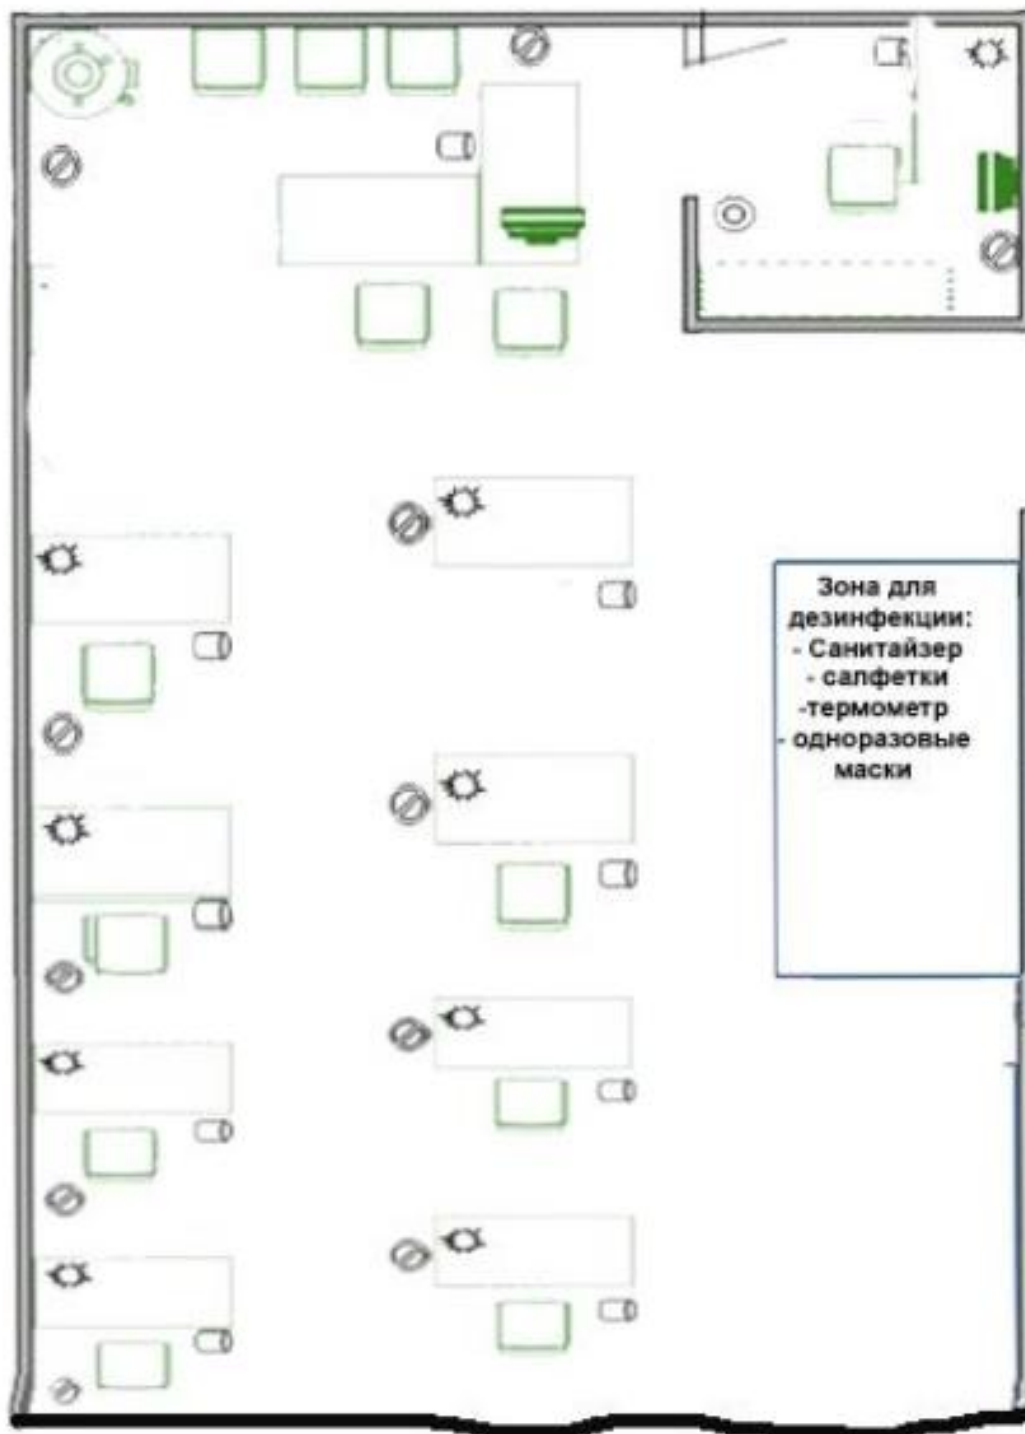 Зона для
дезинфекции:
- Санитайзер
- салфетки
-термометр
- одноразовые
маски